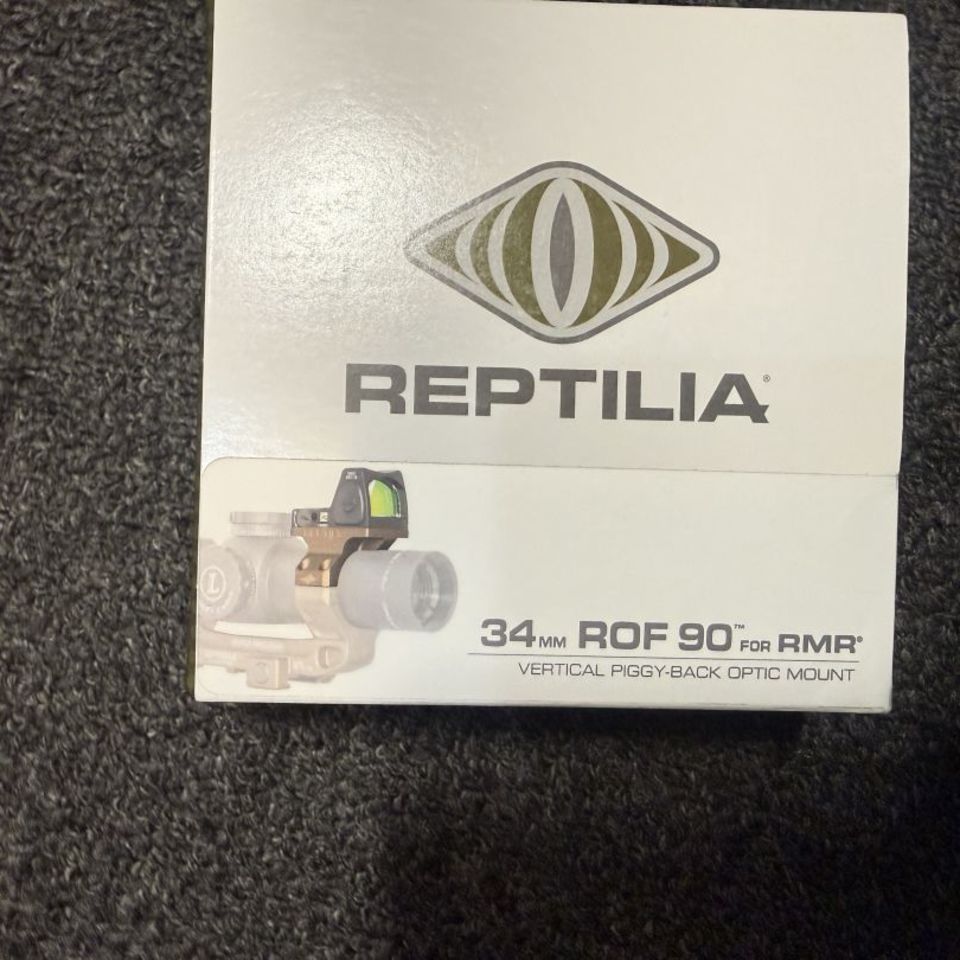 REPTILIA®
34MM ROF 90™ FOR RMR®
VERTICAL PIGGY-BACK OPTIC MOUNT
L